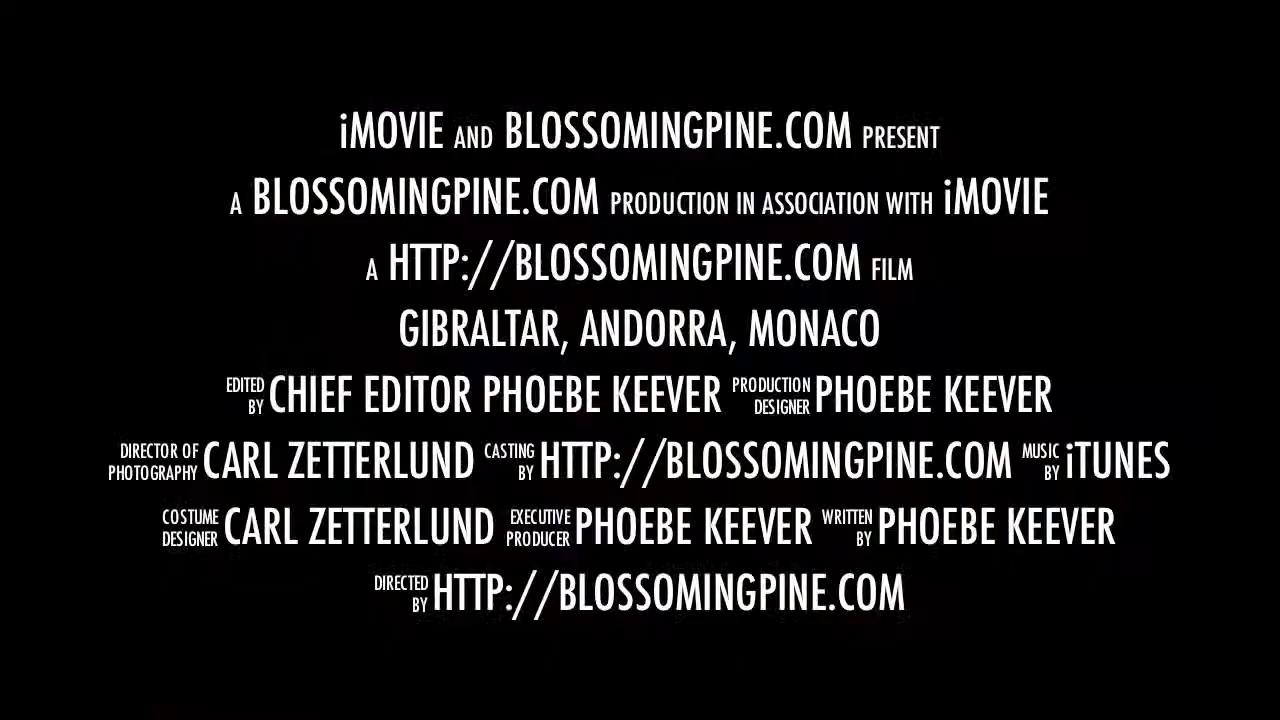 iMOVIE AND BLOSSOMINGPINE.COM PRESENT
A BLOSSOMINGPINE.COM PRODUCTION IN ASSOCIATION WITH iMOVIE
A HTTP://BLOSSOMINGPINE.COM FILM
GIBRALTAR, ANDORRA, MONACO
EDITED BY CHIEF EDITOR PHOEBE KEEVER PRODUCTION DESIGNER PHOEBE KEEVER
DIRECTOR OF PHOTOGRAPHY CARL ZETTERLUND CASTING BY HTTP://BLOSSOMINGPINE.COM MUSIC BY iTUNES
COSTUME DESIGNER CARL ZETTERLUND EXECUTIVE PRODUCER PHOEBE KEEVER WRITTEN BY PHOEBE KEEVER
DIRECTED BY HTTP://BLOSSOMINGPINE.COM